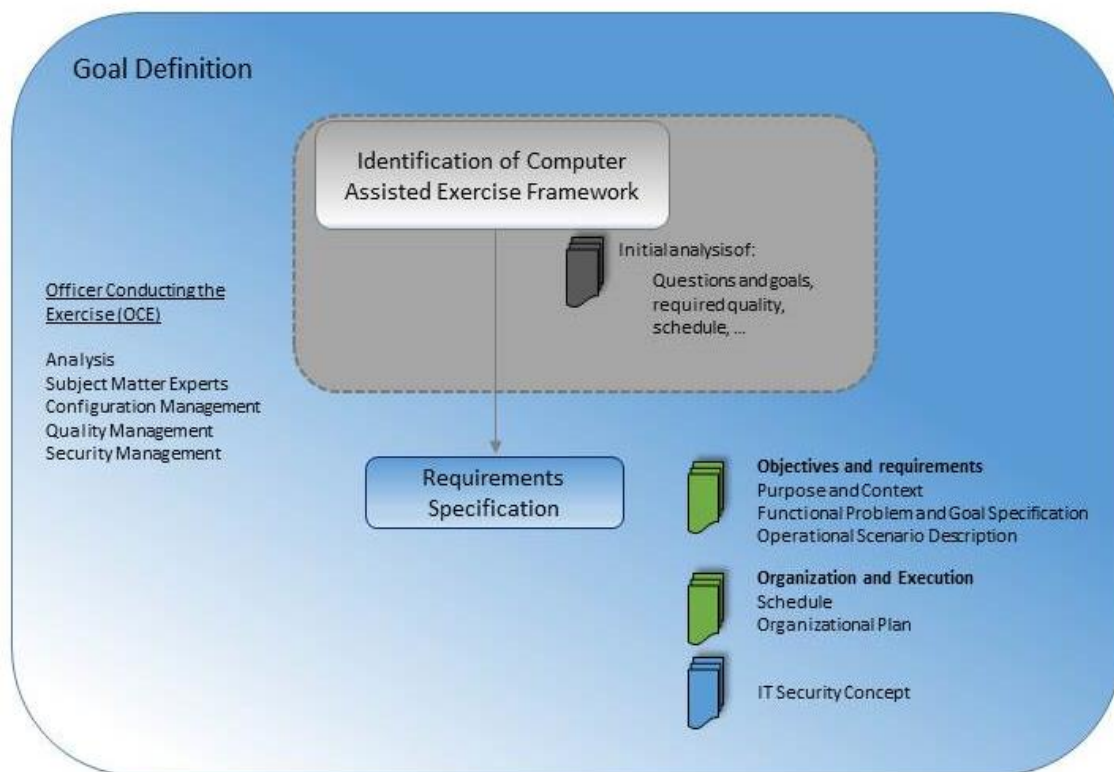 Goal Definition
Identification of Computer
Assisted Exercise Framework
Initial analysis of:
Questions and goals,
required quality,
schedule, ...
Officer Conducting the
Exercise (OCE)
Analysis
Subject Matter Experts
Configuration Management
Quality Management
Security Management
Requirements
Specification
Objectives and requirements
Purpose and Context
Functional Problem and Goal Specification
Operational Scenario Description
Organization and Execution
Schedule
Organizational Plan
IT Security Concept